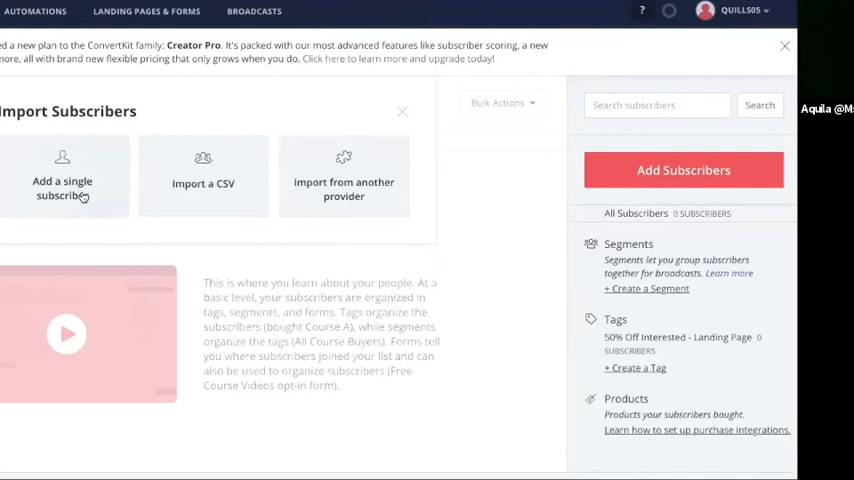 AUTOMATIONS LANDING PAGES & FORMS BROADCASTS ? QUILLS05
ed a new plan to the ConvertKit family: Creator Pro. It's packed with our most advanced features like subscriber scoring, a new
more, all with brand new flexible pricing that only grows when you do. Click here to learn more and upgrade today!
Import Subscribers
Add a single
subscriber
Import a CSV
Import from another
provider
This is where you learn about your people. At a
basic level, your subscribers are organized in
tags, segments, and forms. Tags organize the
subscribers (bought Course A), while segments
organize the tags (All Course Buyers). Forms tell
you where subscribers joined your list and can
also be used to organize subscribers (Free
Course Videos opt-in form).
Bulk Actions
Search subscribers Search
Add Subscribers
All Subscribers 0 SUBSCRIBERS
Segments
Segments let you group subscribers
together for broadcasts. Learn more
+ Create a Segment
Tags
50% Off Interested - Landing Page 0
SUBSCRIBERS
+ Create a Tag
Products
Products your subscribers bought.
Learn how to set up purchase integrations.
Aquila @Ms